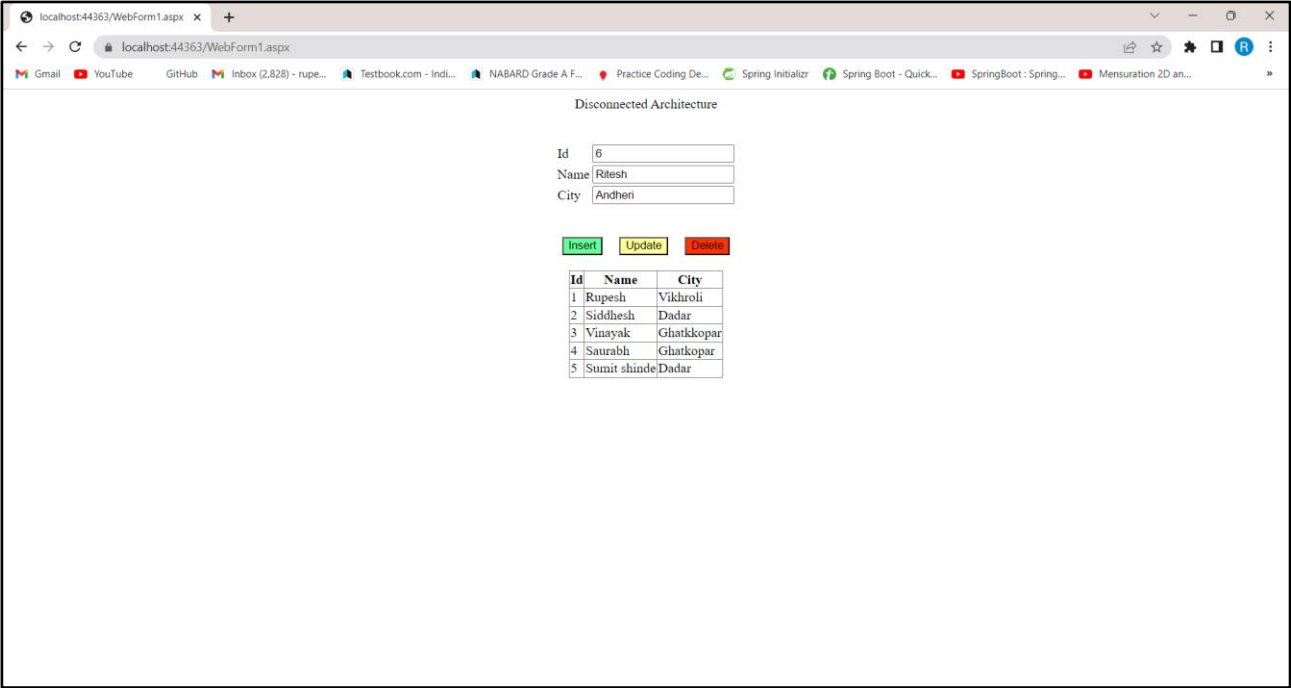 localhost:44363/WebForm1.aspx
localhost:44363/WebForm1.aspx R
Gmail YouTube GitHub Inbox (2,828) - rupe... Testbook.com - Indi... NABARD Grade A F... Practice Coding De... Spring Initializr Spring Boot - Quick... SpringBoot : Spring... Mensuration 2D an... »
Disconnected Architecture
Id 6
Name Ritesh
City Andheri
Insert Update Delete
Id Name City
1 Rupesh Vikhroli
2 Siddhesh Dadar
3 Vinayak Ghatkkopar
4 Saurabh Ghatkopar
5 Sumit shinde Dadar